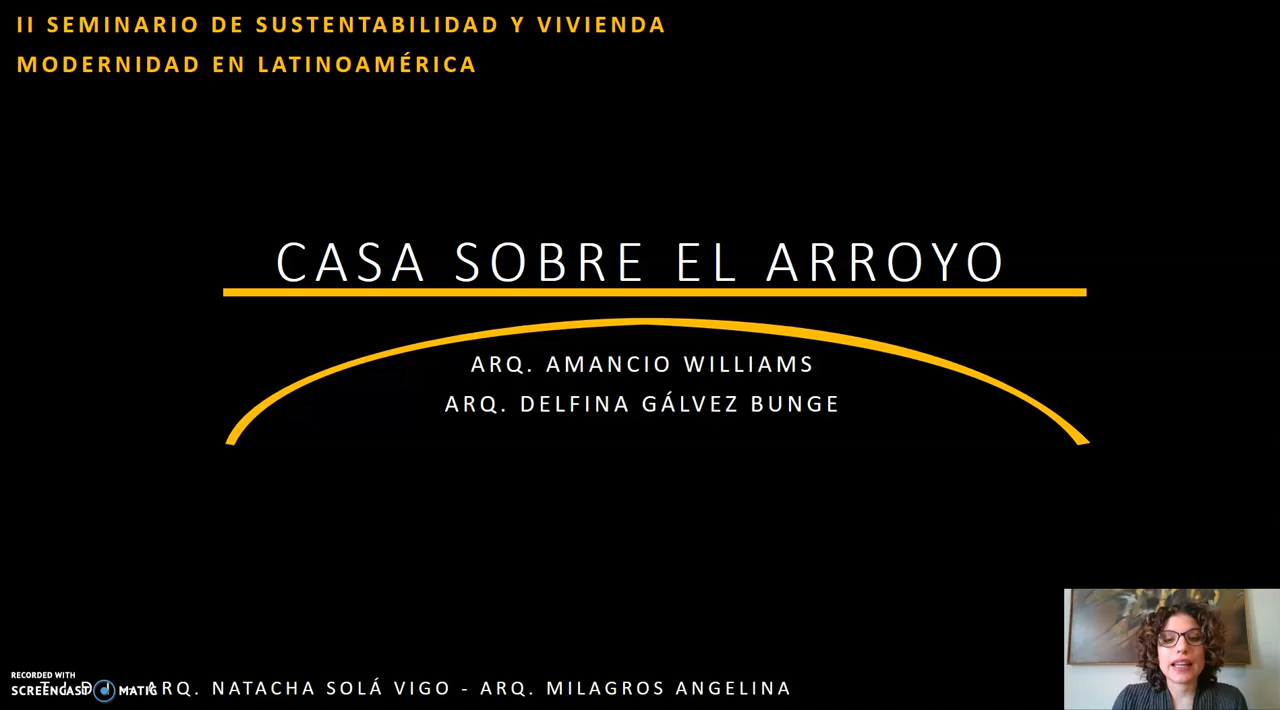 II SEMINARIO DE SUSTENTABILIDAD Y VIVIENDA
MODERNIDAD EN LATINOAMÉRICA
CASA SOBRE EL ARROYO
ARQ. AMANCIO WILLIAMS
ARQ. DELFINA GÁLVEZ BUNGE
RECORDED WITH
SCREENCAST MATIC
ARQ. NATACHA SOLÁ VIGO - ARQ. MILAGROS ANGELINA